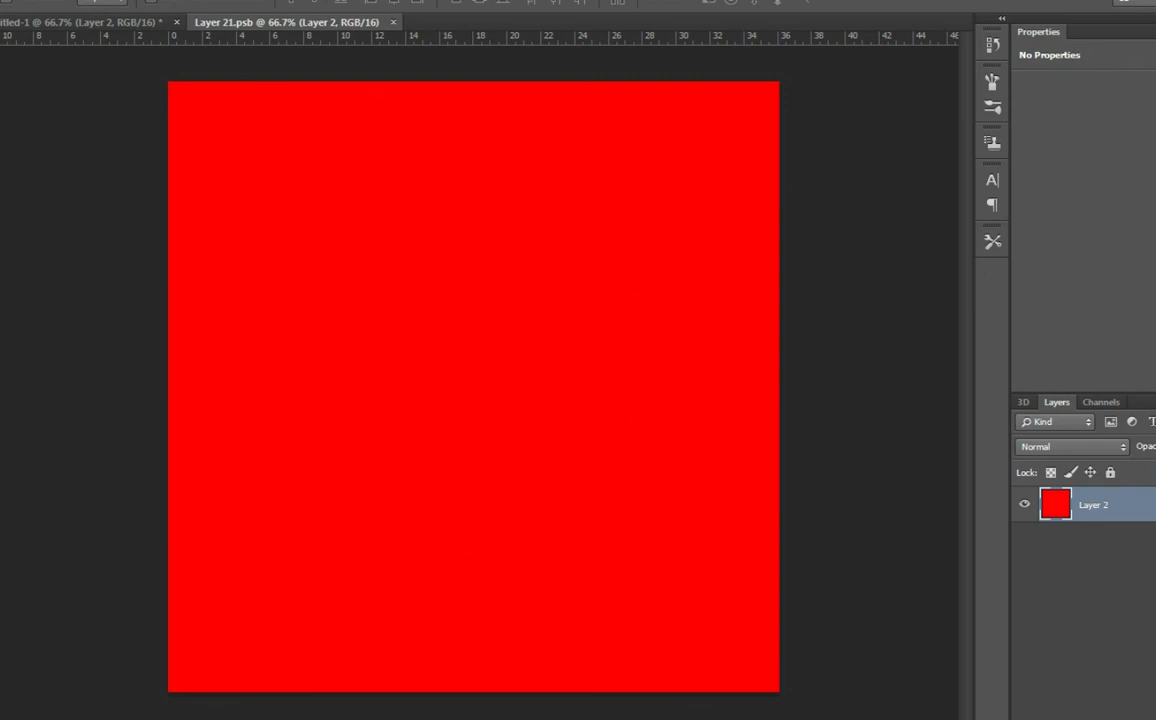 itled-1 @ 66.7% (Layer 2, RGB/16) * × Layer 21.psb @ 66.7% (Layer 2, RGB/16) ×
10 8 6 4 2 0 2 4 6 8 10 12 14 16 18 20 22 24 26 28 30 32 34 36 38 40 42 44 46
Properties
No Properties
3D Layers Channels
Kind
Normal Opac
Lock:
Layer 2